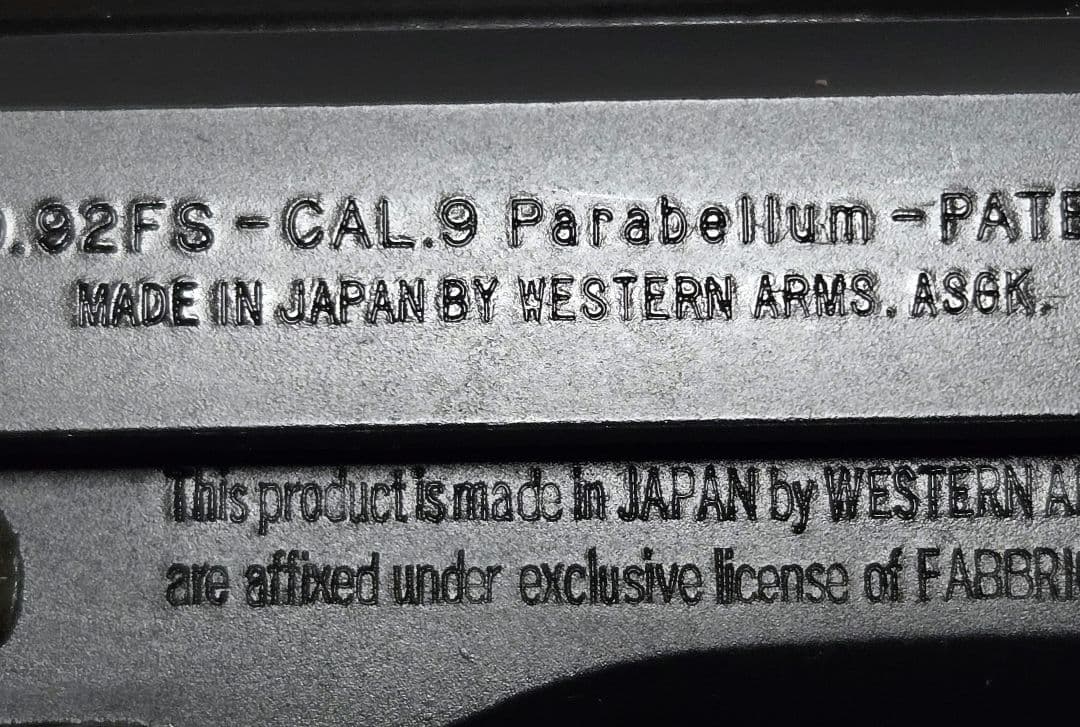 .92FS-CAL.9 Parabellum-PATE
MADE IN JAPAN BY WESTERN ARMS. ASGK.
This product is made in JAPAN by WESTERN A
are affixed under exclusive license of FABBRI